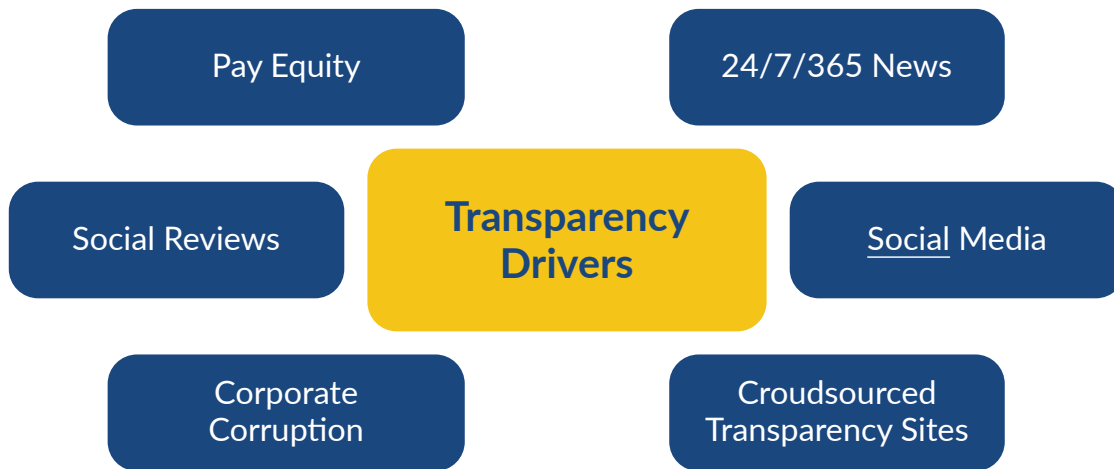 Pay Equity
24/7/365 News
Social Reviews
Transparency
Drivers
Social Media
Corporate
Corruption
Croudsourced
Transparency Sites